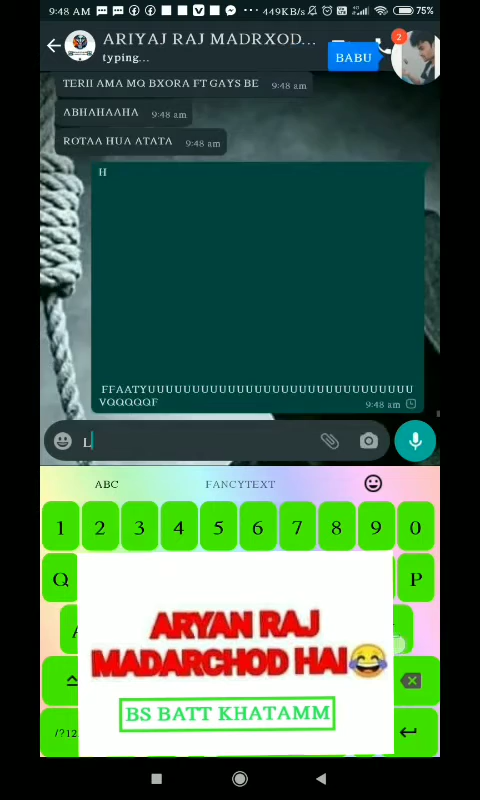 9:48 AM 449KB/s 75%
ARIYAJ RAJ MADRXOD...
typing...
2
BABU
TERII AMA MQ BXORA FT GAYS BE 9:48 am
ABHAHAAHA 9:48 am
ROTAA HUA ATATA 9:48 am
H
FFAATYUUUUUUUUUUUUUUUUUUUUUUUUUUUUUU
VQQQQQF 9:48 am
L
ABC FANCYTEXT
1 2 3 4 5 6 7 8 9 0
Q P
ARYAN RAJ
MADARCHOD HAI😂
BS BATT KHATAMM
/?12